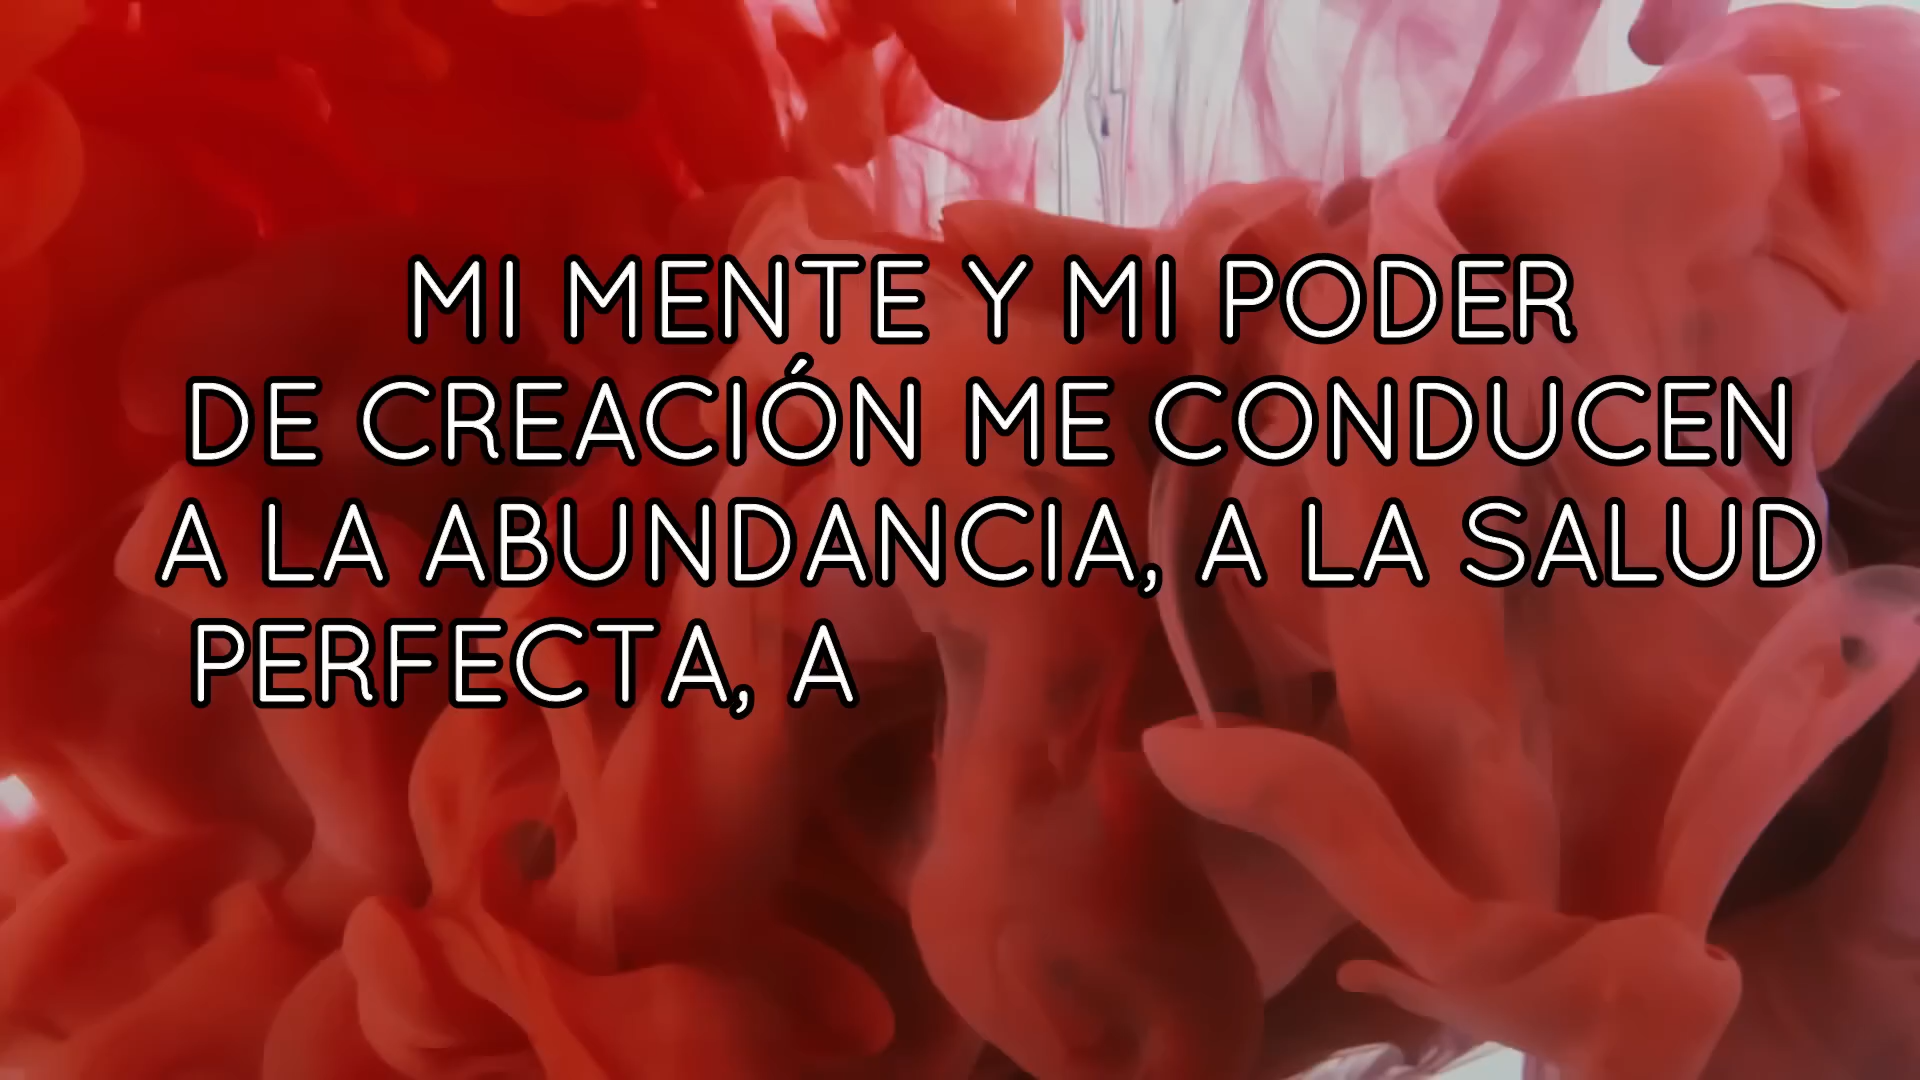 MI MENTE Y MI PODER
DE CREACIÓN ME CONDUCEN
A LA ABUNDANCIA, A LA SALUD
PERFECTA, A